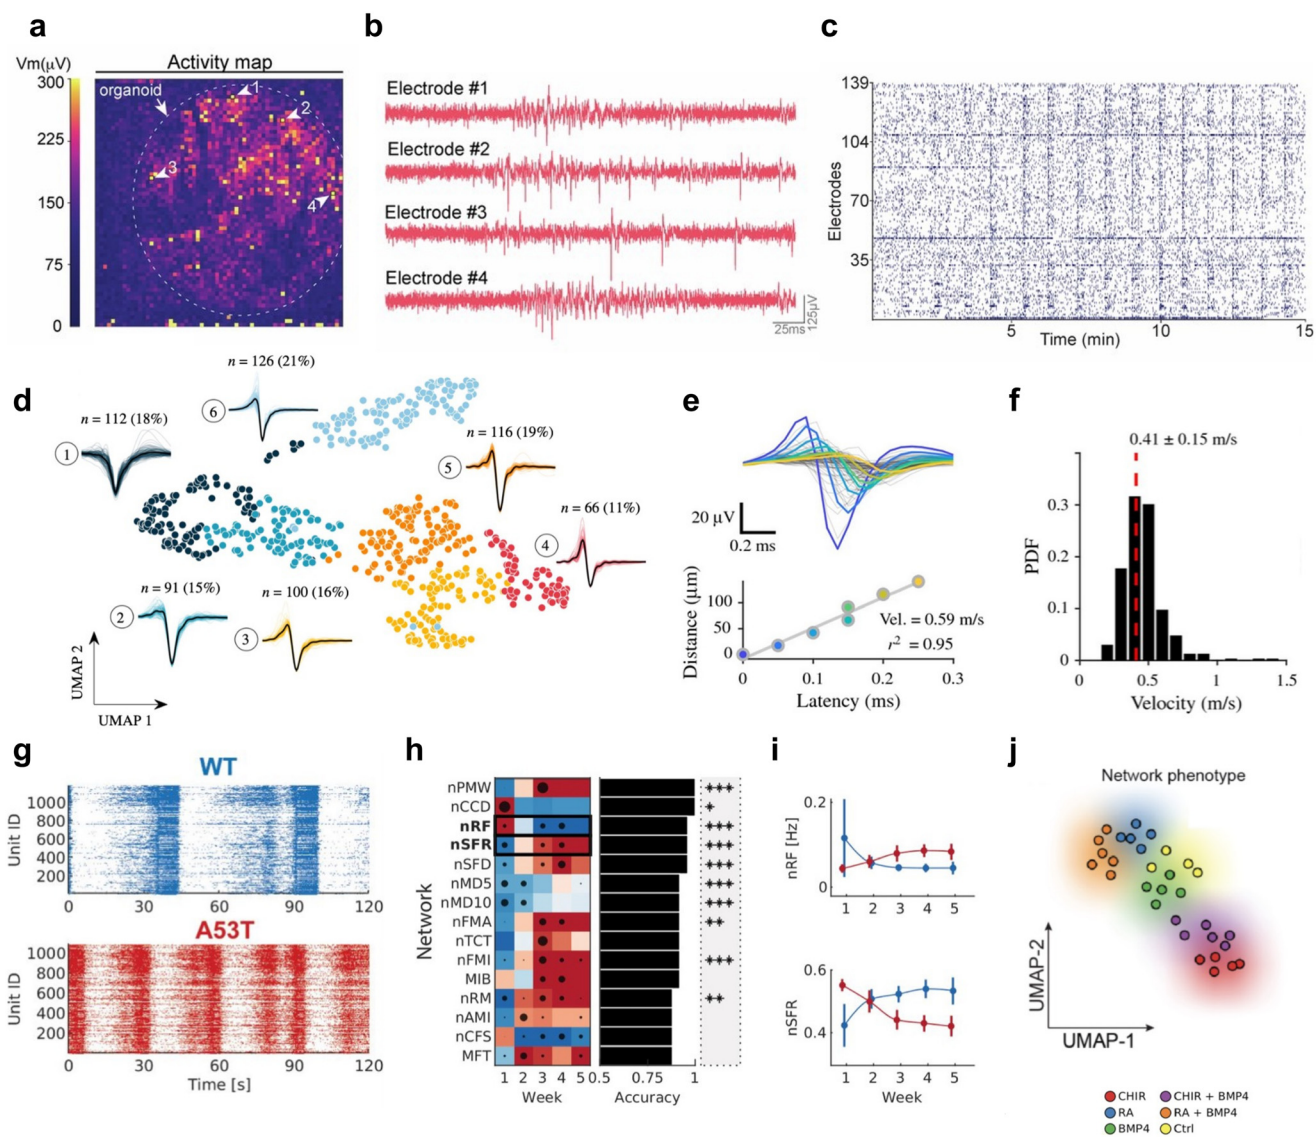 a
Vm(μV)
Activity map
300
225
150
75
0
organoid
1
2
3
4
b
Electrode #1
Electrode #2
Electrode #3
Electrode #4
25ms
125μV
c
Electrodes
139
104
70
35
5
10
15
Time (min)
d
n = 126 (21%)
6
n = 112 (18%)
1
n = 116 (19%)
5
n = 66 (11%)
4
n = 91 (15%)
2
n = 100 (16%)
3
UMAP 2
UMAP 1
e
20 μV
0.2 ms
Distance (μm)
100
50
0
Vel. = 0.59 m/s
r² = 0.95
0 0.1 0.2 0.3
Latency (ms)
f
0.41 ± 0.15 m/s
PDF
0.3
0.2
0.1
0
0 0.5 1 1.5
Velocity (m/s)
g
WT
Unit ID
1000
800
600
400
200
0 30 60 90 120
A53T
Unit ID
1000
800
600
400
200
0 30 60 90 120
Time [s]
h
Network
nPMW
nCCD
nRF
nSFR
nSFD
nMD5
nMD10
nFMA
nTCT
nFMI
MIB
nRM
nAMI
nCFS
MFT
1 2 3 4 5
Week
0.5 0.75 1
Accuracy
i
nRF [Hz]
0.2
0
1 2 3 4 5
nSFR
0.6
0.4
1 2 3 4 5
Week
j
Network phenotype
UMAP-2
UMAP-1
CHIR
CHIR + BMP4
RA
RA + BMP4
BMP4
Ctrl